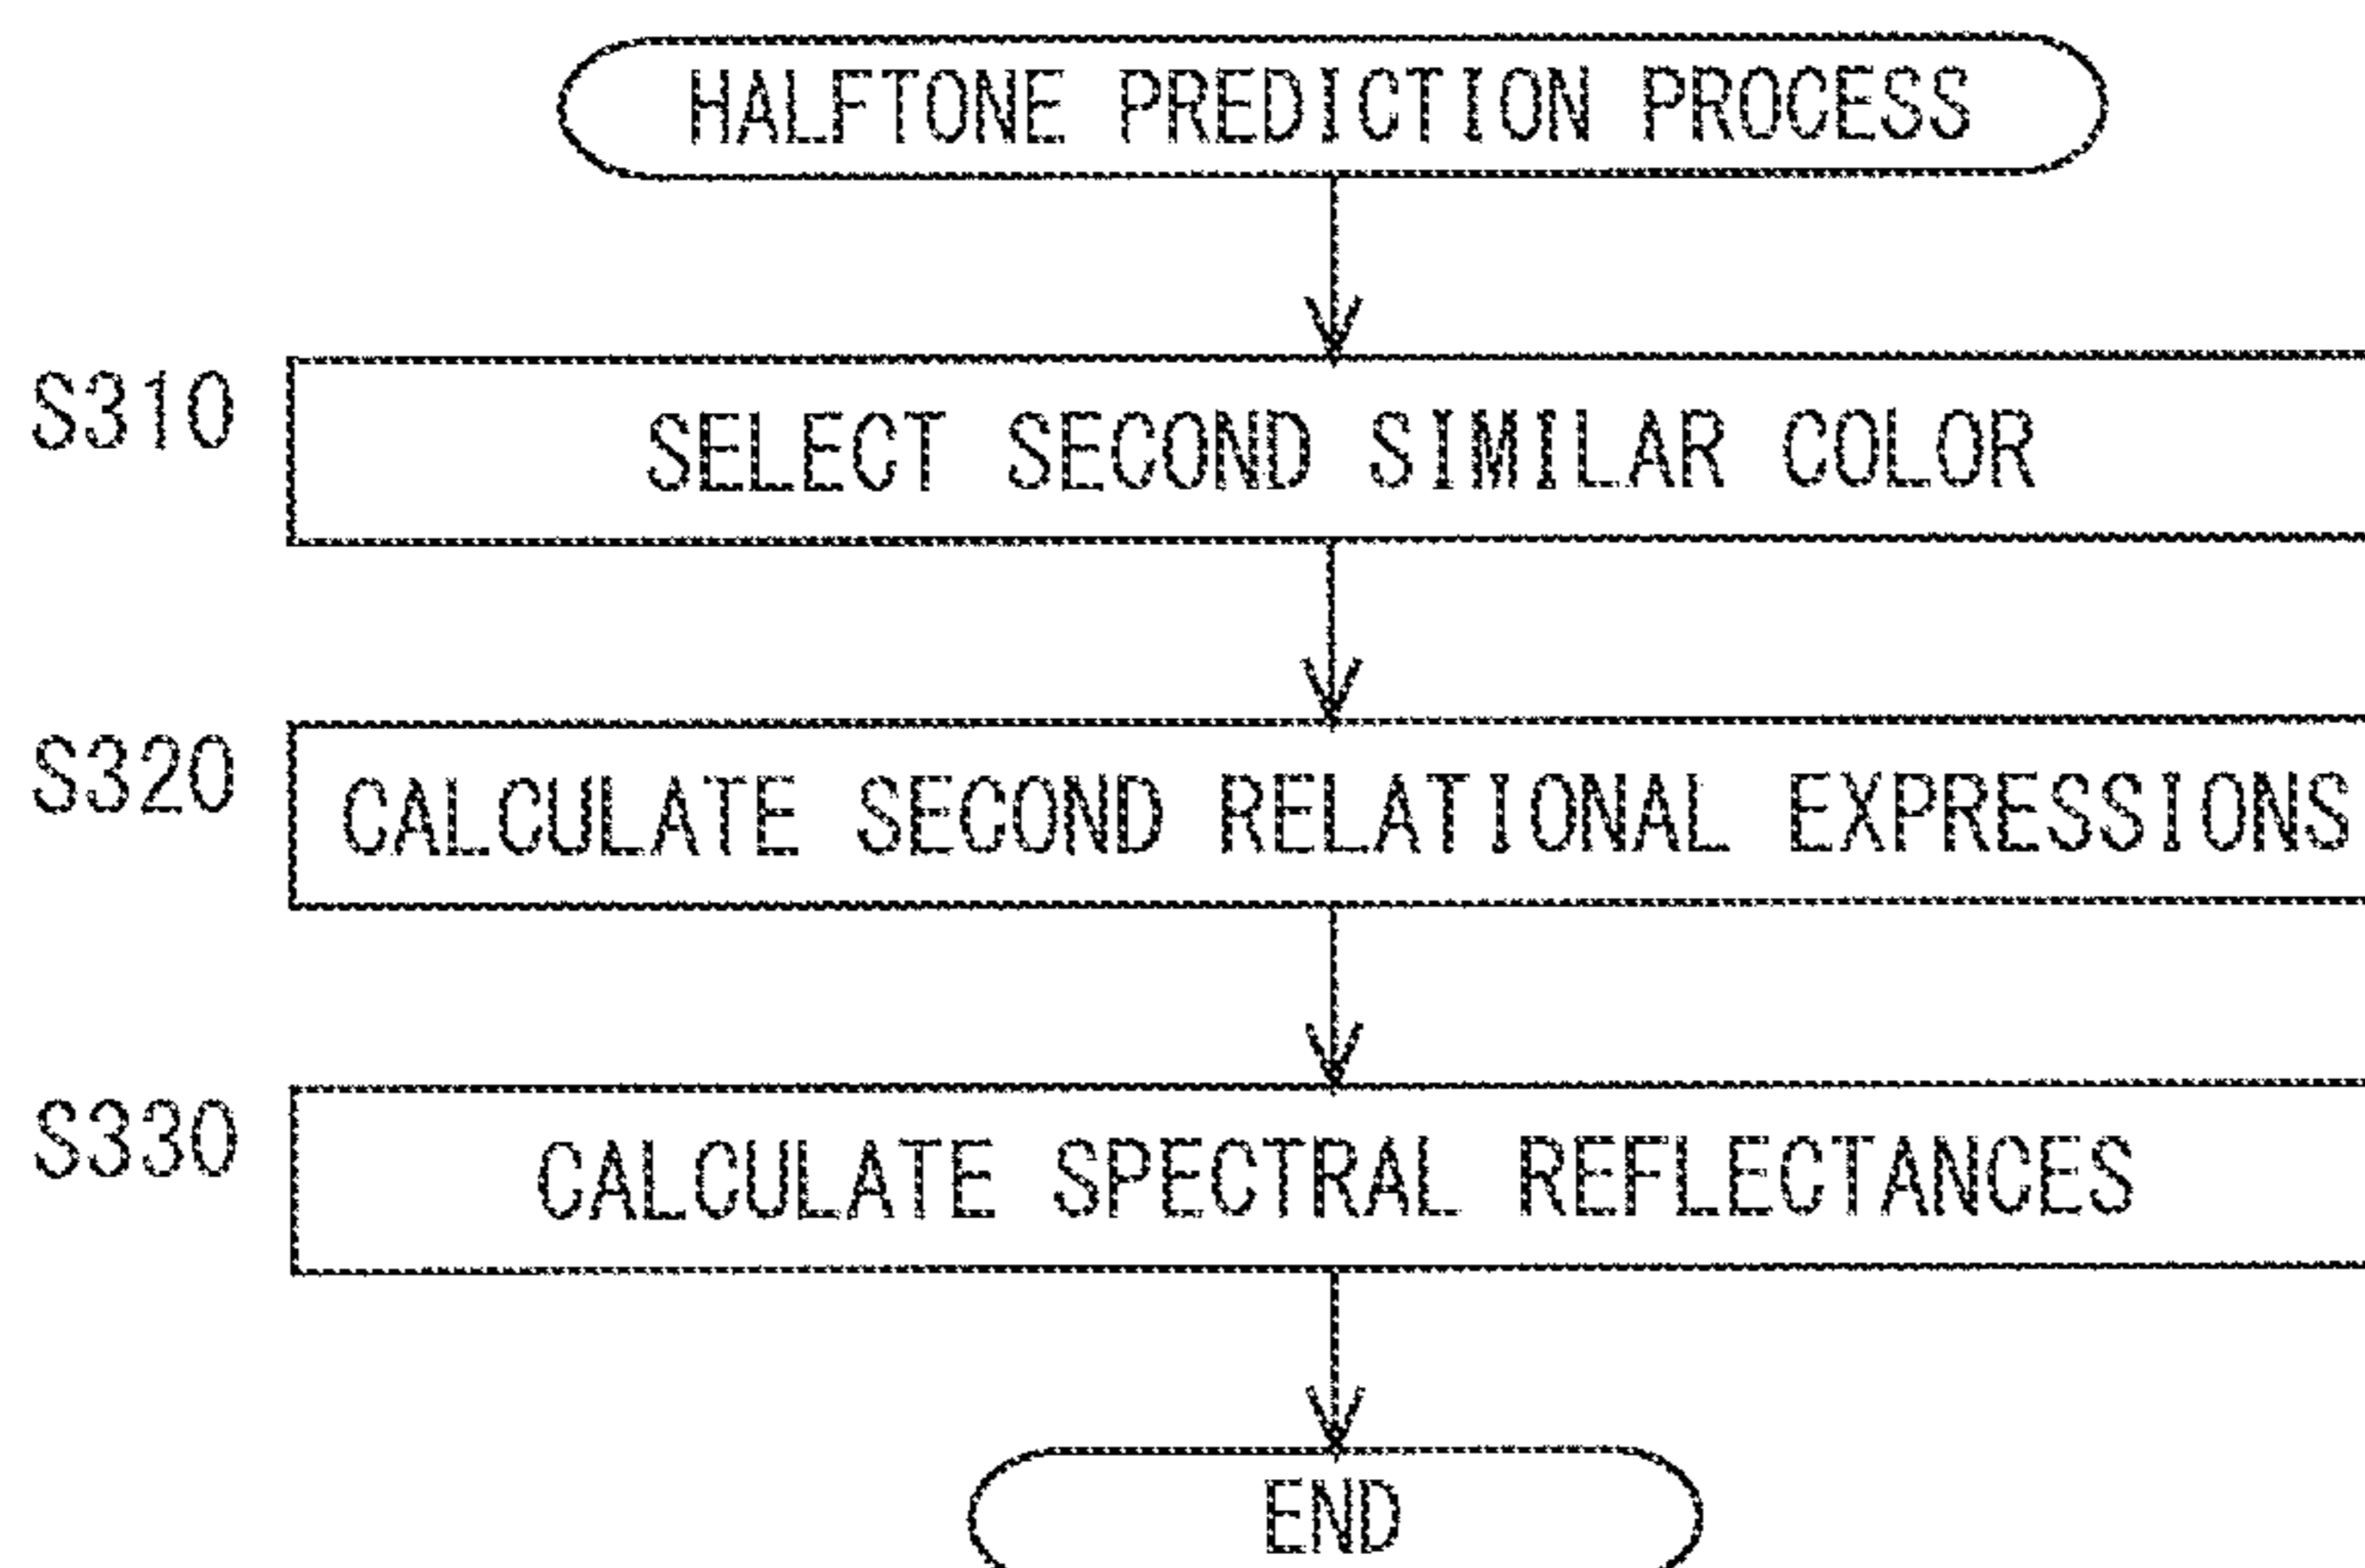 HALFTONE PREDICTION PROCESS
S310
SELECT SECOND SIMILAR COLOR
S320
CALCULATE SECOND RELATIONAL EXPRESSIONS
S330
CALCULATE SPECTRAL REFLECTANCES
END